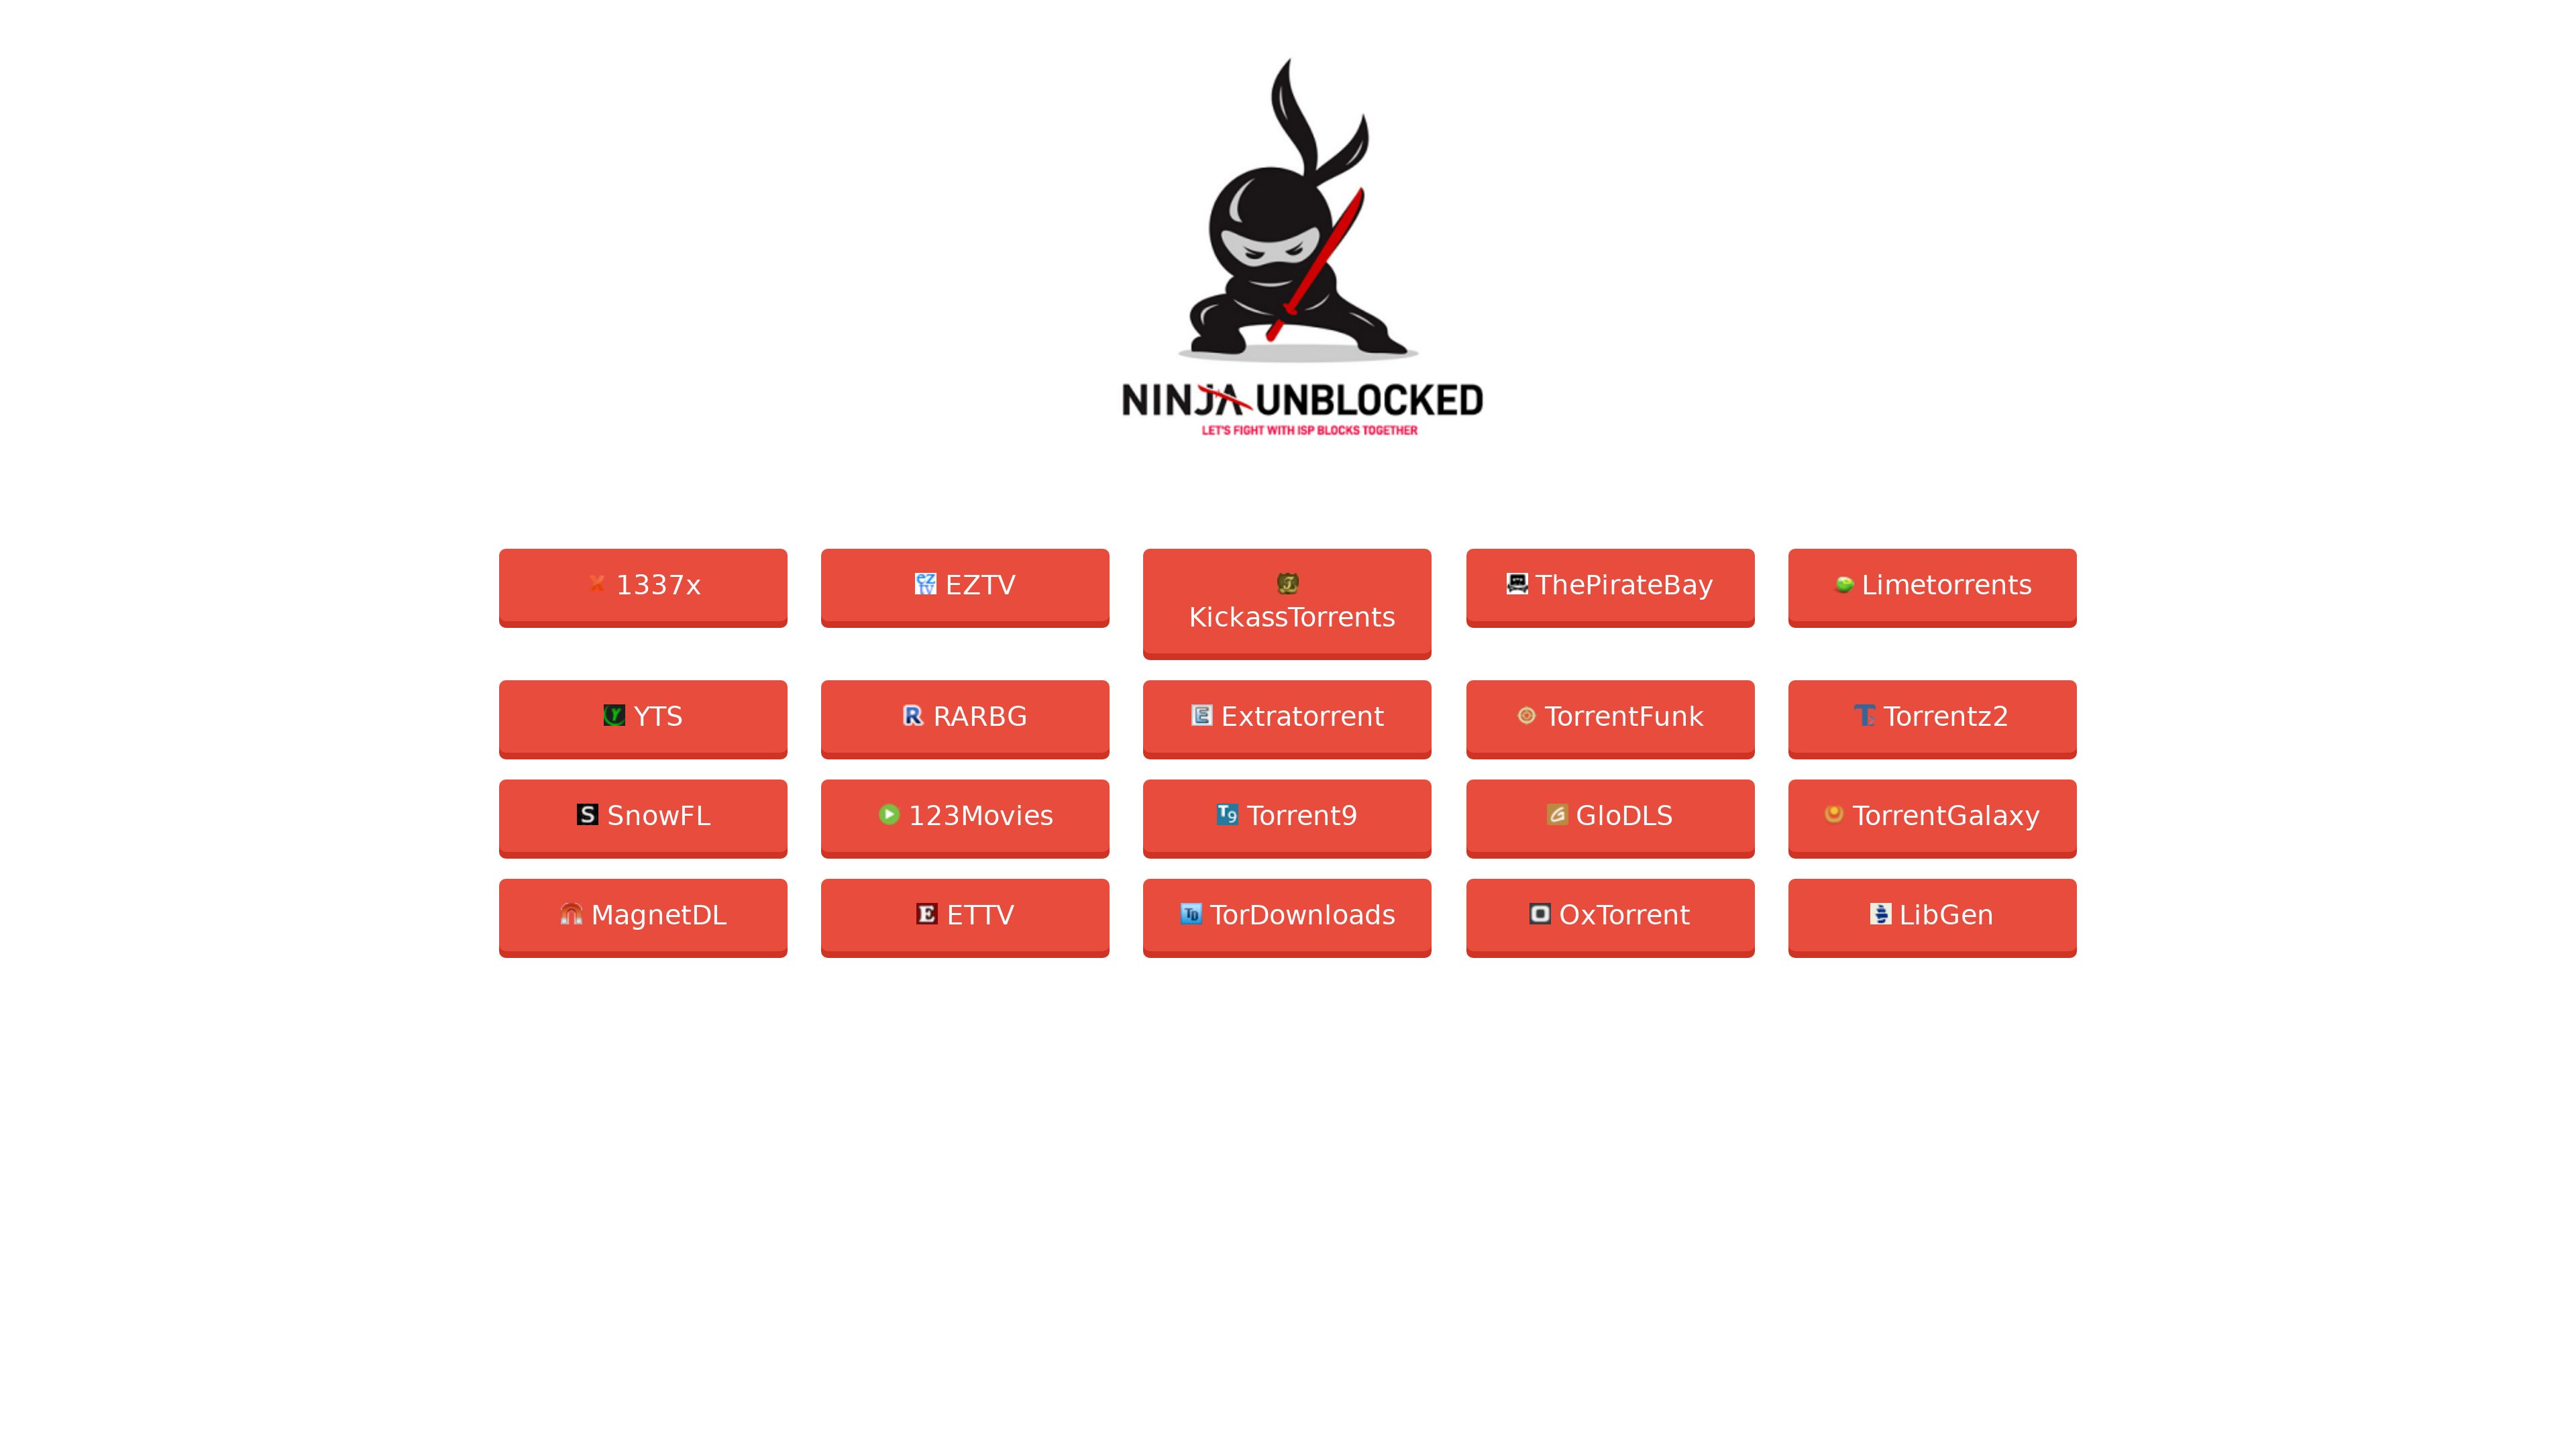 NINJA UNBLOCKED
LET'S FIGHT WITH ISP BLOCKS TOGETHER
1337x
EZTV
KickassTorrents
ThePirateBay
Limetorrents
YTS
RARBG
Extratorrent
TorrentFunk
Torrentz2
SnowFL
123Movies
Torrent9
GloDLS
TorrentGalaxy
MagnetDL
ETTV
TorDownloads
OxTorrent
LibGen